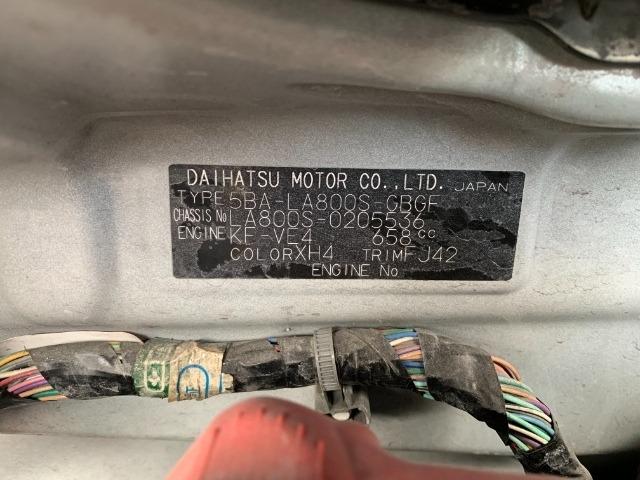 DAIHATSU MOTOR CO.,LTD. JAPAN
TYPE 5BA-LA800S-GBGF
CHASSIS No LA800S-0205536
ENGINE KF-VE4 658cc
COLOR XH4 TRIM FJ42
ENGINE No